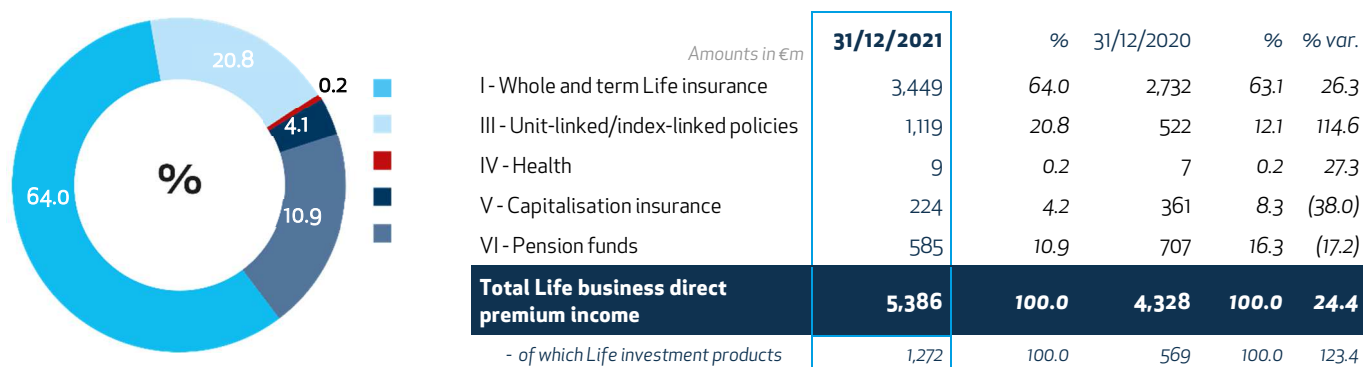 20.8
0.2
4.1
%
64.0
10.9
Amounts in €m 31/12/2021 % 31/12/2020 % % var.
I - Whole and term Life insurance 3,449 64.0 2,732 63.1 26.3
III - Unit-linked/index-linked policies 1,119 20.8 522 12.1 114.6
IV - Health 9 0.2 7 0.2 27.3
V - Capitalisation insurance 224 4.2 361 8.3 (38.0)
VI - Pension funds 585 10.9 707 16.3 (17.2)
Total Life business direct
premium income 5,386 100.0 4,328 100.0 24.4
- of which Life investment products 1,272 100.0 569 100.0 123.4